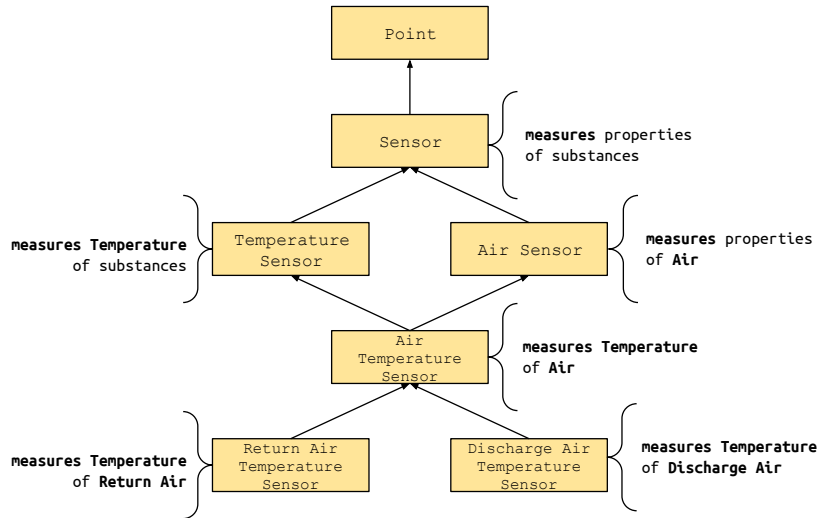 Point
Sensor
measures properties
of substances
measures Temperature
of substances
Temperature
Sensor
Air Sensor
measures properties
of Air
Air
Temperature
Sensor
measures Temperature
of Air
measures Temperature
of Return Air
Return Air
Temperature
Sensor
Discharge Air
Temperature
Sensor
measures Temperature
of Discharge Air